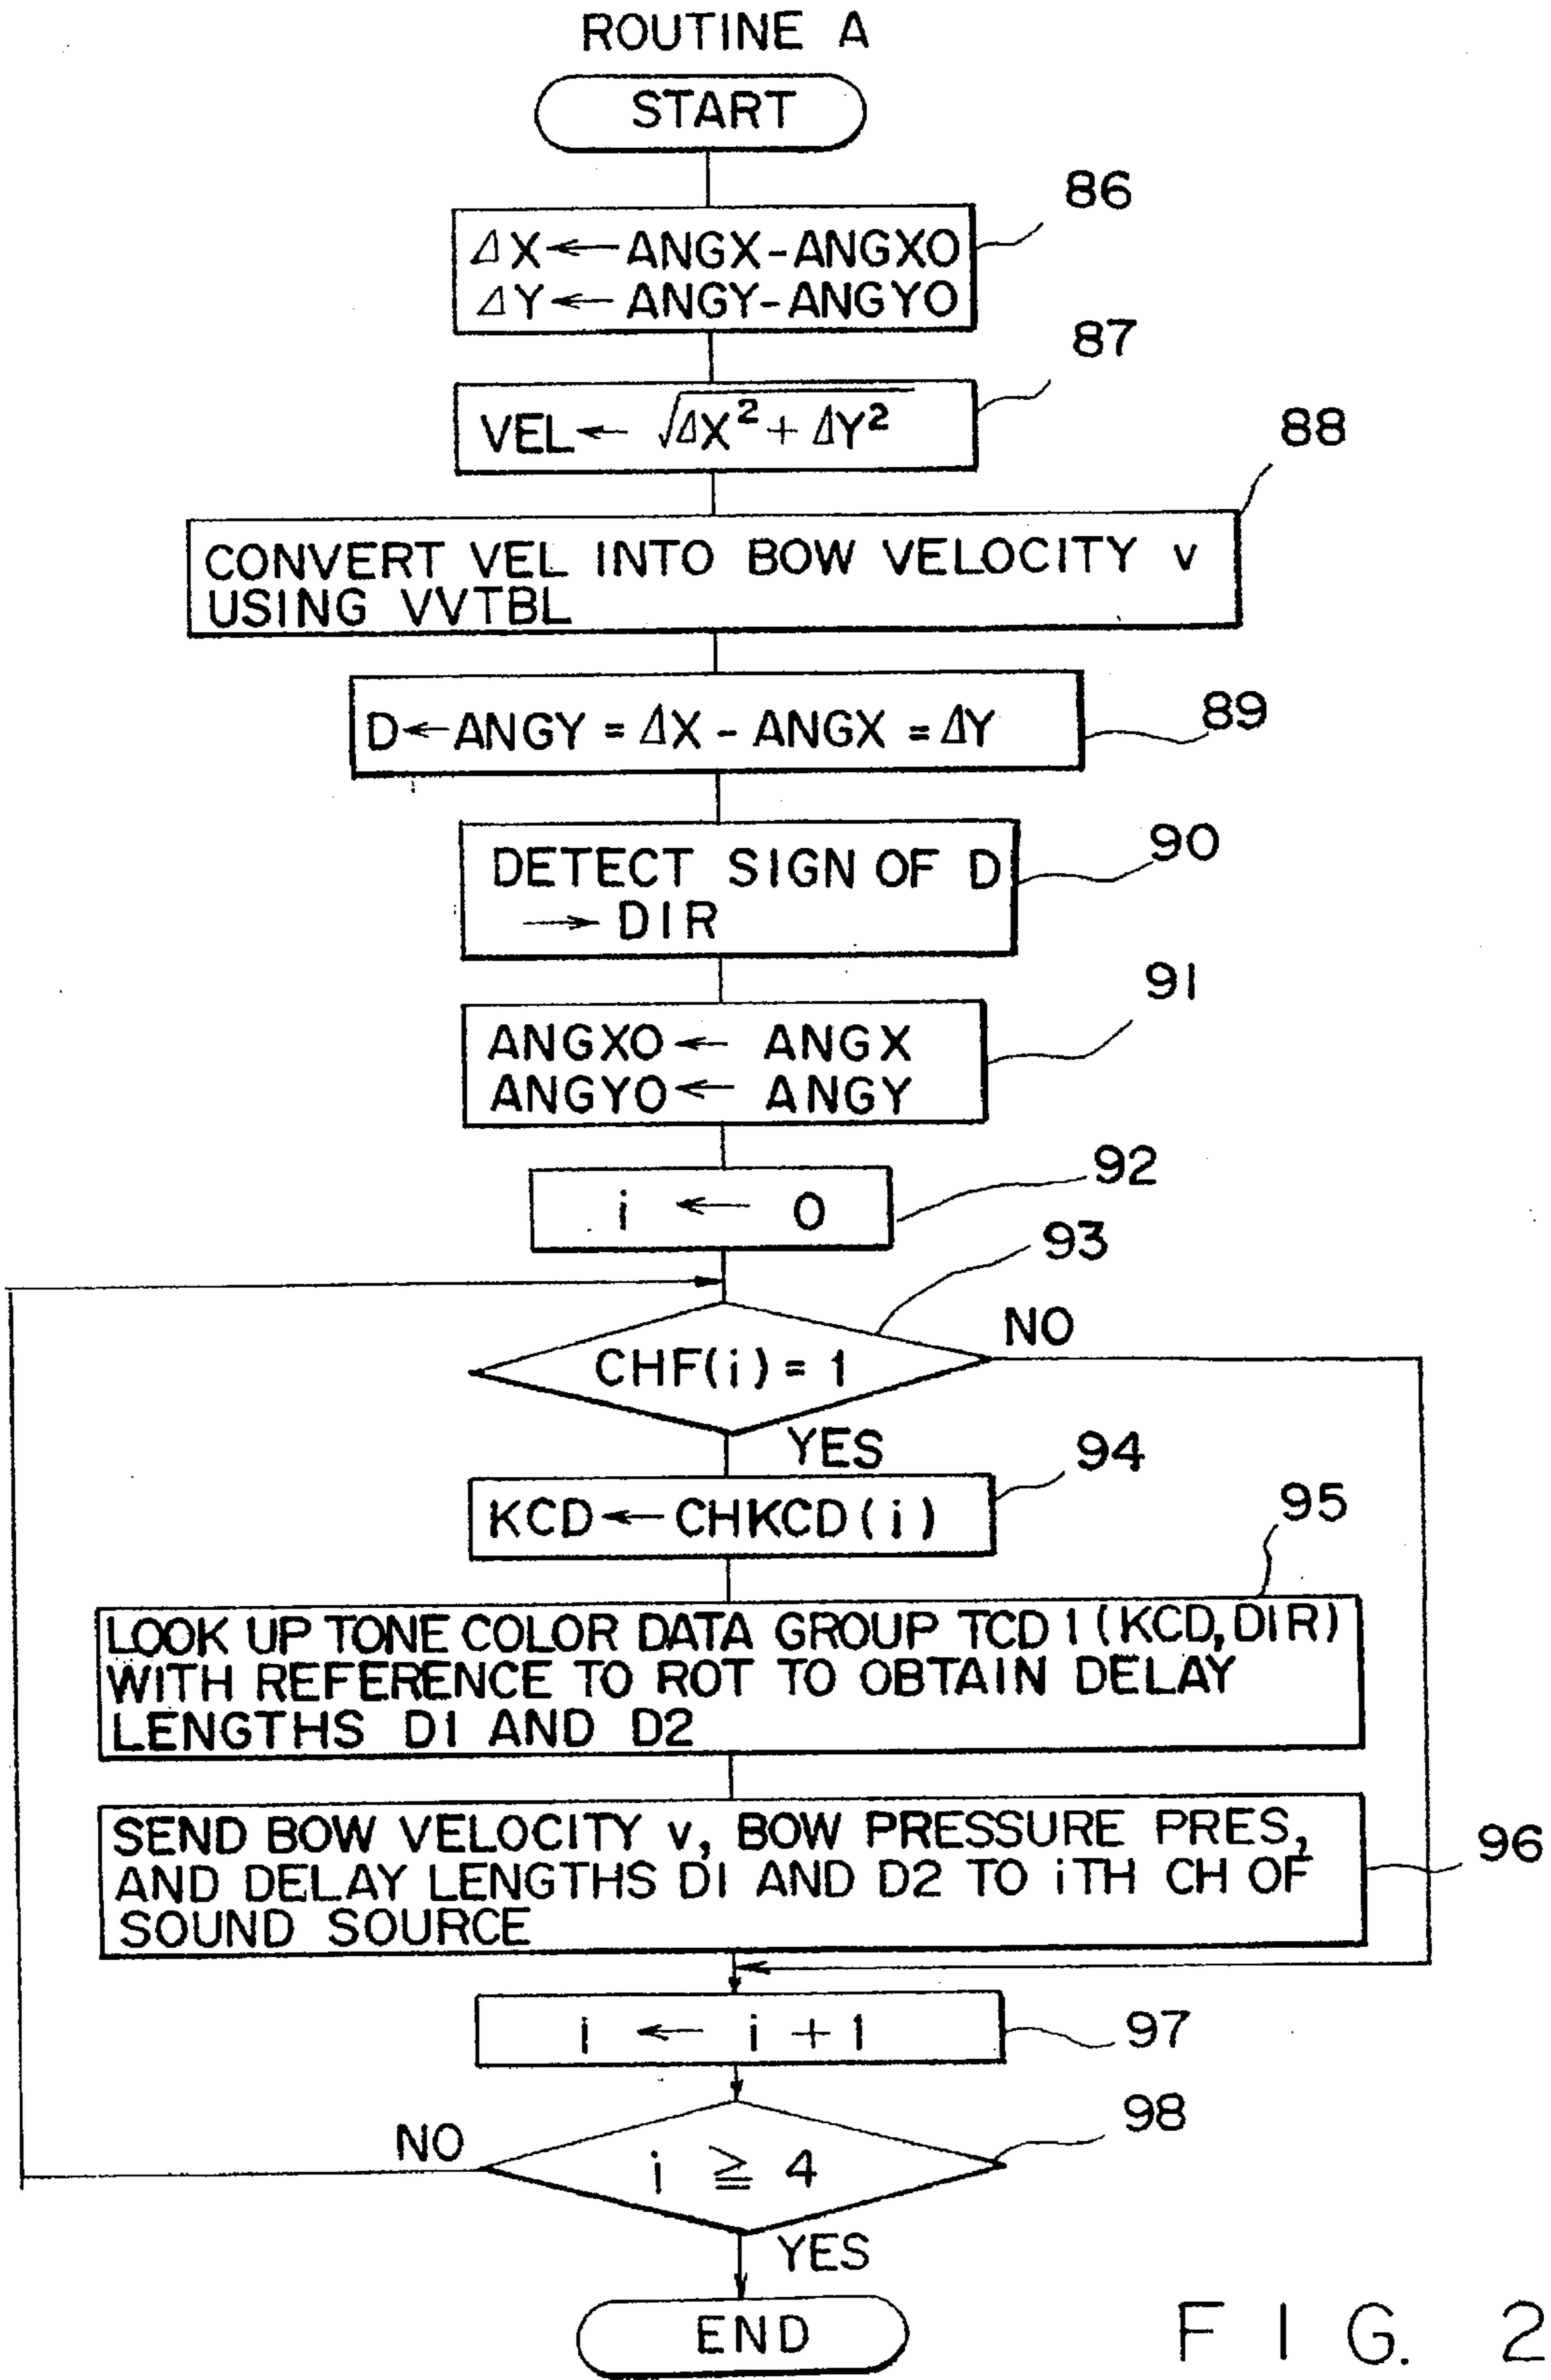 ROUTINE A
START
86
ΔX←ANGX-ANGXO
ΔY←ANGY-ANGYO
87
VEL←√ΔX²+ΔY²
88
CONVERT VEL INTO BOW VELOCITY v
USING VVTBL
89
D←ANGY=ΔX-ANGX=ΔY
90
DETECT SIGN OF D
→DIR
91
ANGXO←ANGX
ANGYO←ANGY
92
i←0
93
CHF(i)=1
NO
YES
94
KCD←CHKCD(i)
95
LOOK UP TONE COLOR DATA GROUP TCD1(KCD,DIR)
WITH REFERENCE TO ROT TO OBTAIN DELAY
LENGTHS D1 AND D2
96
SEND BOW VELOCITY v, BOW PRESSURE PRES,
AND DELAY LENGTHS D1 AND D2 TO iTH CH OF
SOUND SOURCE
97
i←i+1
98
NO
i≧4
YES
END
FIG. 2